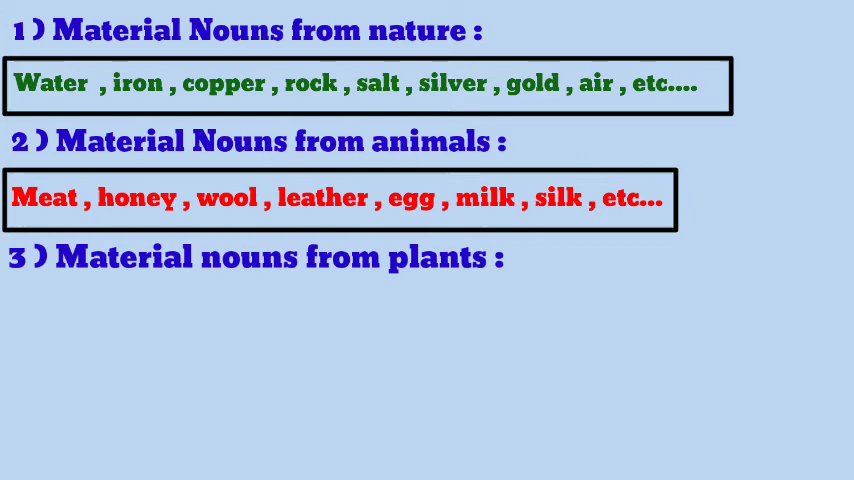 1 ) Material Nouns from nature :
Water , iron , copper , rock , salt , silver , gold , air , etc....
2 ) Material Nouns from animals :
Meat , honey , wool , leather , egg , milk , silk , etc...
3 ) Material nouns from plants :